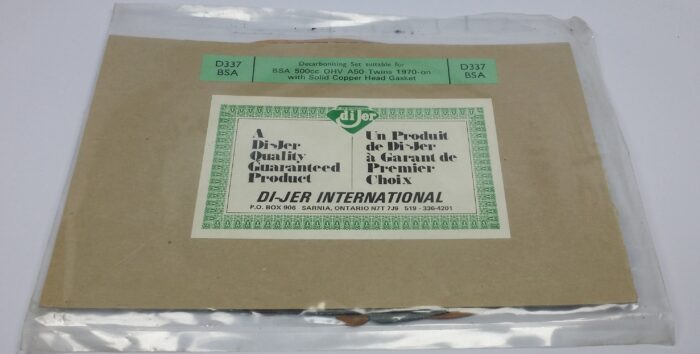 D337
BSA
Decarbonising Set suitable for
BSA 500cc OHV A50 Twins 1970-on
with Solid Copper Head Gasket
D337
BSA
diJer
A
Di-Jer
Quality
Guaranteed
Product
Un Produit
de Di-Jer
à Garant de
Premier
Choix
DI-JER INTERNATIONAL
P.O. BOX 906 SARNIA, ONTARIO N7T 7J9 519 - 336-4201